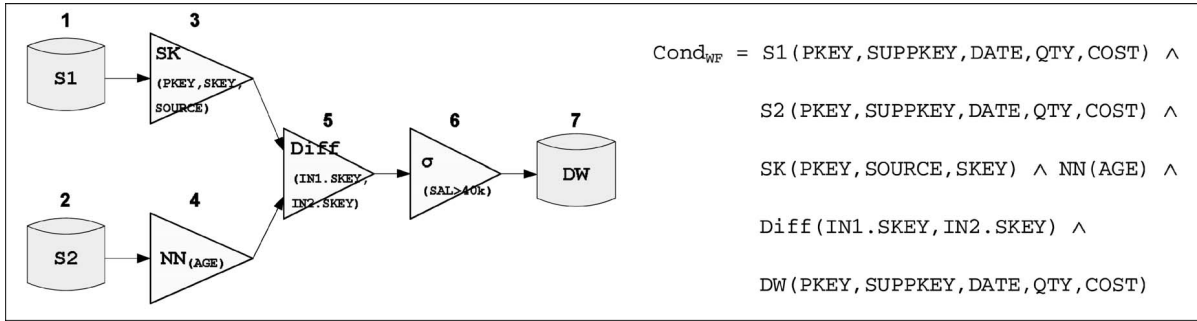 1
3
S1
SK
(PKEY,SKEY,
SOURCE)
2
4
S2
NN(AGE)
5
Diff
(IN1.SKEY,
IN2.SKEY)
6
σ
(SAL>40k)
7
DW
Cond_WF = S1(PKEY,SUPPKEY,DATE,QTY,COST) ∧
S2(PKEY,SUPPKEY,DATE,QTY,COST) ∧
SK(PKEY,SOURCE,SKEY) ∧ NN(AGE) ∧
Diff(IN1.SKEY,IN2.SKEY) ∧
DW(PKEY,SUPPKEY,DATE,QTY,COST)